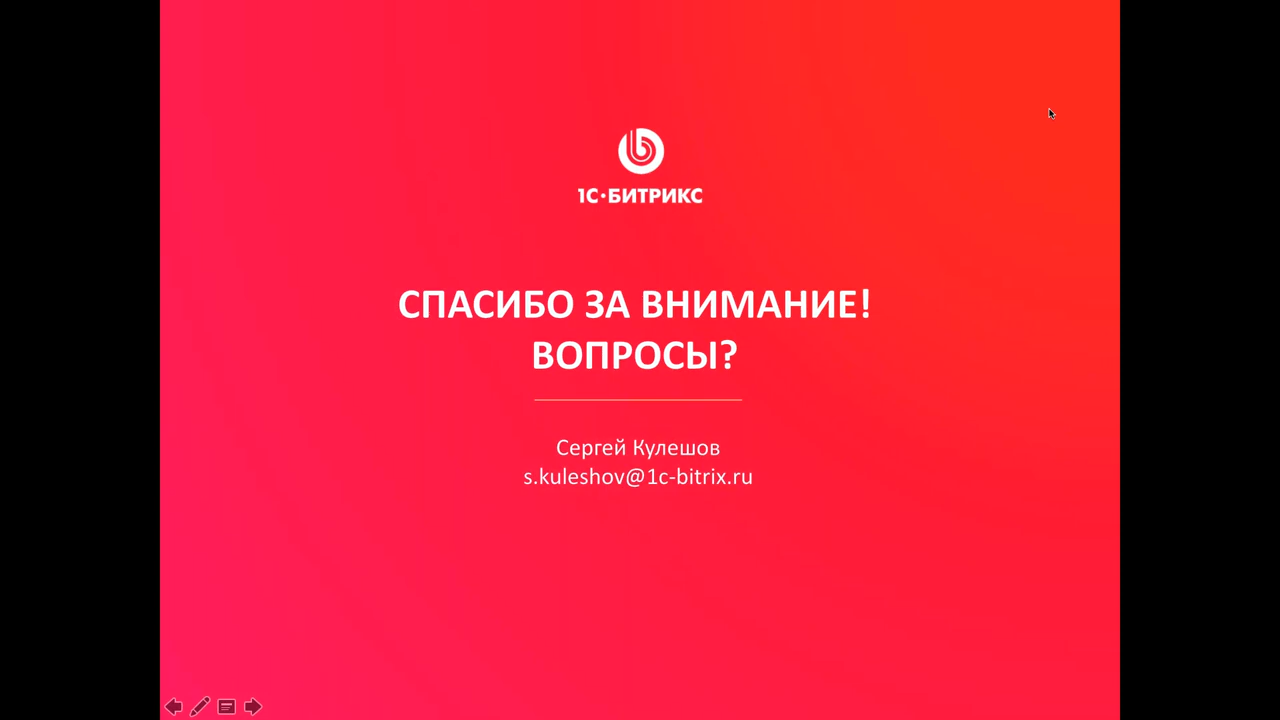 1С•БИТРИКС
СПАСИБО ЗА ВНИМАНИЕ!
ВОПРОСЫ?
Сергей Кулешов
s.kuleshov@1c-bitrix.ru